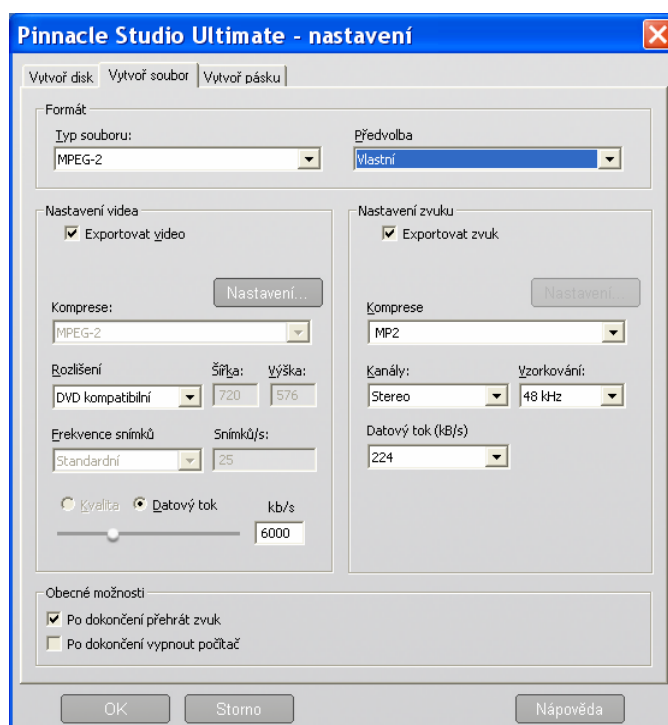 Pinnacle Studio Ultimate - nastavení
Vytvoř disk Vytvoř soubor Vytvoř pásku
Formát
Typ souboru: Předvolba
MPEG-2 Vlastní
Nastavení videa Nastavení zvuku
Exportovat video Exportovat zvuk
Nastavení... Nastavení...
Komprese: Komprese
MPEG-2 MP2
Rozlišení Šířka: Výška: Kanály: Vzorkování:
DVD kompatibilní 720 576 Stereo 48 kHz
Frekvence snímků Snímků/s: Datový tok (kB/s)
Standardní 25 224
Kvalita Datový tok kb/s
6000
Obecné možnosti
Po dokončení přehrát zvuk
Po dokončení vypnout počítač
OK Storno Nápověda